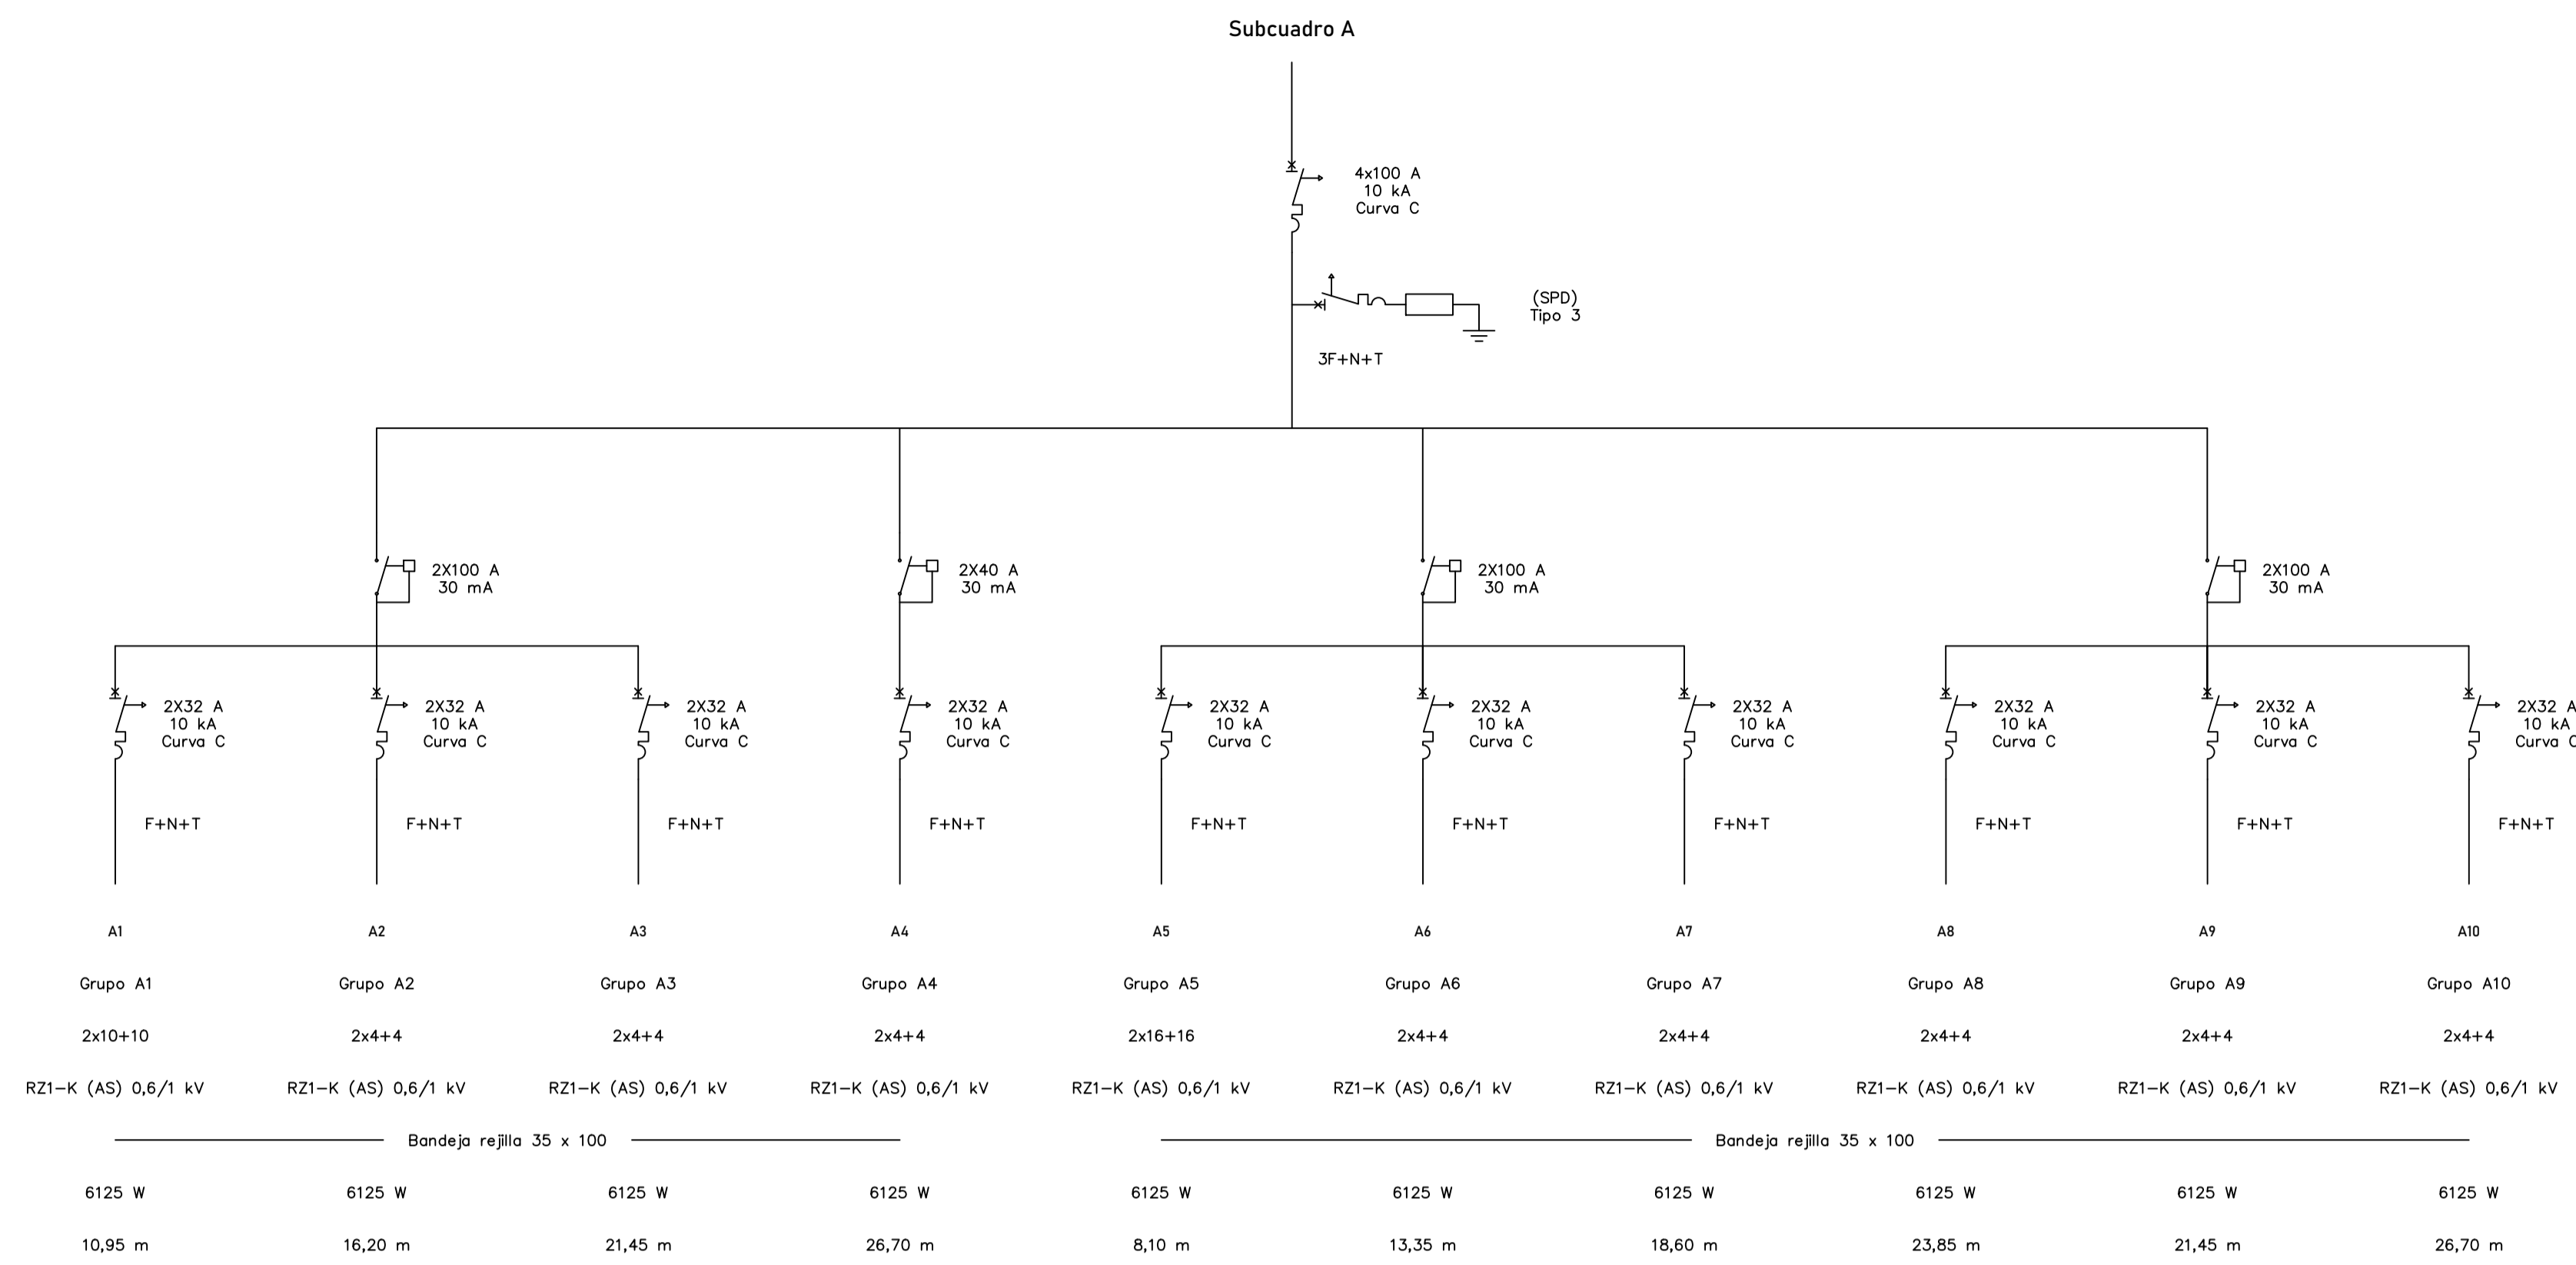 Subcuadro A
4x100 A
10 kA
Curva C
(SPD)
Tipo 3
3F+N+T
2X100 A
30 mA
2X40 A
30 mA
2X100 A
30 mA
2X100 A
30 mA
2X32 A
10 kA
Curva C
2X32 A
10 kA
Curva C
2X32 A
10 kA
Curva C
2X32 A
10 kA
Curva C
2X32 A
10 kA
Curva C
2X32 A
10 kA
Curva C
2X32 A
10 kA
Curva C
2X32 A
10 kA
Curva C
2X32 A
10 kA
Curva C
2X32 A
10 kA
Curva C
F+N+T F+N+T F+N+T F+N+T F+N+T F+N+T F+N+T F+N+T F+N+T F+N+T
A1 A2 A3 A4 A5 A6 A7 A8 A9 A10
Grupo A1 Grupo A2 Grupo A3 Grupo A4 Grupo A5 Grupo A6 Grupo A7 Grupo A8 Grupo A9 Grupo A10
2x10+10 2x4+4 2x4+4 2x4+4 2x16+16 2x4+4 2x4+4 2x4+4 2x4+4 2x4+4
RZ1-K (AS) 0,6/1 kV RZ1-K (AS) 0,6/1 kV RZ1-K (AS) 0,6/1 kV RZ1-K (AS) 0,6/1 kV RZ1-K (AS) 0,6/1 kV RZ1-K (AS) 0,6/1 kV RZ1-K (AS) 0,6/1 kV RZ1-K (AS) 0,6/1 kV RZ1-K (AS) 0,6/1 kV RZ1-K (AS) 0,6/1 kV
Bandeja rejilla 35 x 100 Bandeja rejilla 35 x 100
6125 W 6125 W 6125 W 6125 W 6125 W 6125 W 6125 W 6125 W 6125 W 6125 W
10,95 m 16,20 m 21,45 m 26,70 m 8,10 m 13,35 m 18,60 m 23,85 m 21,45 m 26,70 m